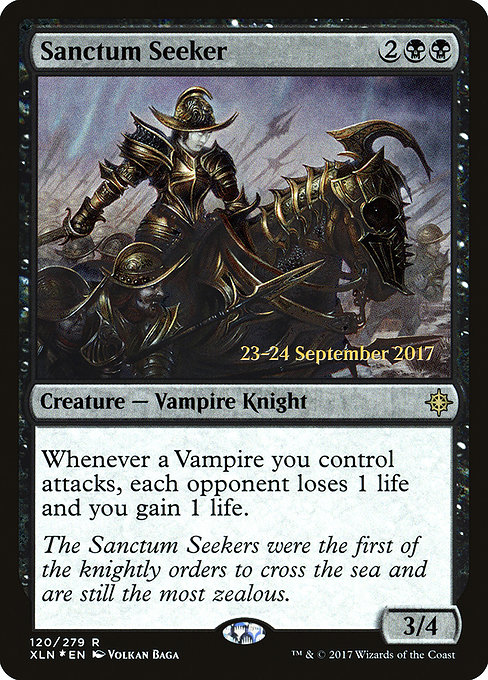 Sanctum Seeker 2
23–24 September 2017
Creature — Vampire Knight
Whenever a Vampire you control
attacks, each opponent loses 1 life
and you gain 1 life.
The Sanctum Seekers were the first of
the knightly orders to cross the sea and
are still the most zealous.
3/4
120/279 R
XLN ★ EN Volkan Baga
™ & © 2017 Wizards of the Coast